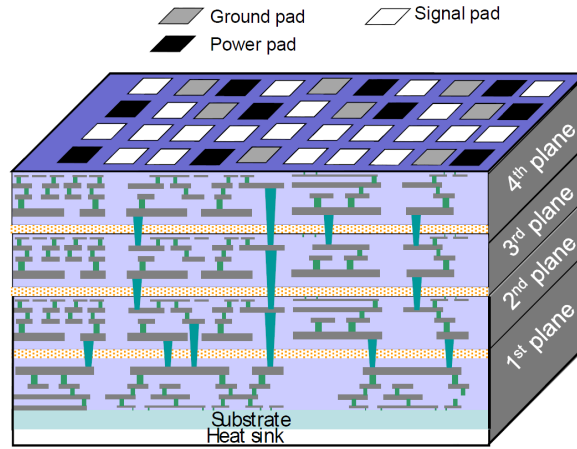 Ground pad
Signal pad
Power pad
4th plane
3rd plane
2nd plane
1st plane
Substrate
Heat sink